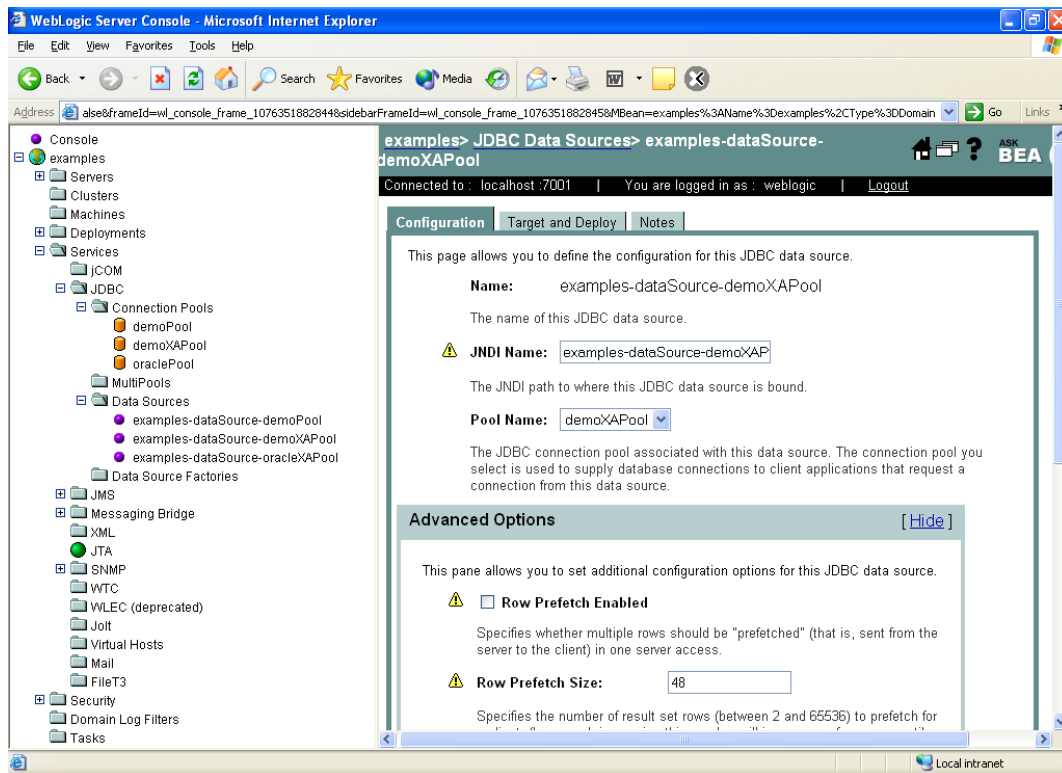 WebLogic Server Console - Microsoft Internet Explorer
File Edit View Favorites Tools Help
Back Search Favorites Media
Address alse&frameId=wl_console_frame_1076351882844&sidebarFrameId=wl_console_frame_1076351882845&MBean=examples%3AName%3Dexamples%2CType%3DDomain Go Links
Console
examples
Servers
Clusters
Machines
Deployments
Services
jCOM
JDBC
Connection Pools
demoPool
demoXAPool
oraclePool
MultiPools
Data Sources
examples-dataSource-demoPool
examples-dataSource-demoXAPool
examples-dataSource-oracleXAPool
Data Source Factories
JMS
Messaging Bridge
XML
JTA
SNMP
WTC
WLEC (deprecated)
Jolt
Virtual Hosts
Mail
FileT3
Security
Domain Log Filters
Tasks
examples> JDBC Data Sources> examples-dataSource-
demoXAPool
ASK
BEA
Connected to : localhost :7001 | You are logged in as : weblogic | Logout
Configuration Target and Deploy Notes
This page allows you to define the configuration for this JDBC data source.
Name: examples-dataSource-demoXAPool
The name of this JDBC data source.
JNDI Name: examples-dataSource-demoXAP
The JNDI path to where this JDBC data source is bound.
Pool Name: demoXAPool
The JDBC connection pool associated with this data source. The connection pool you
select is used to supply database connections to client applications that request a
connection from this data source.
Advanced Options [ Hide ]
This pane allows you to set additional configuration options for this JDBC data source.
Row Prefetch Enabled
Specifies whether multiple rows should be "prefetched" (that is, sent from the
server to the client) in one server access.
Row Prefetch Size: 48
Specifies the number of result set rows (between 2 and 65536) to prefetch for
Local intranet